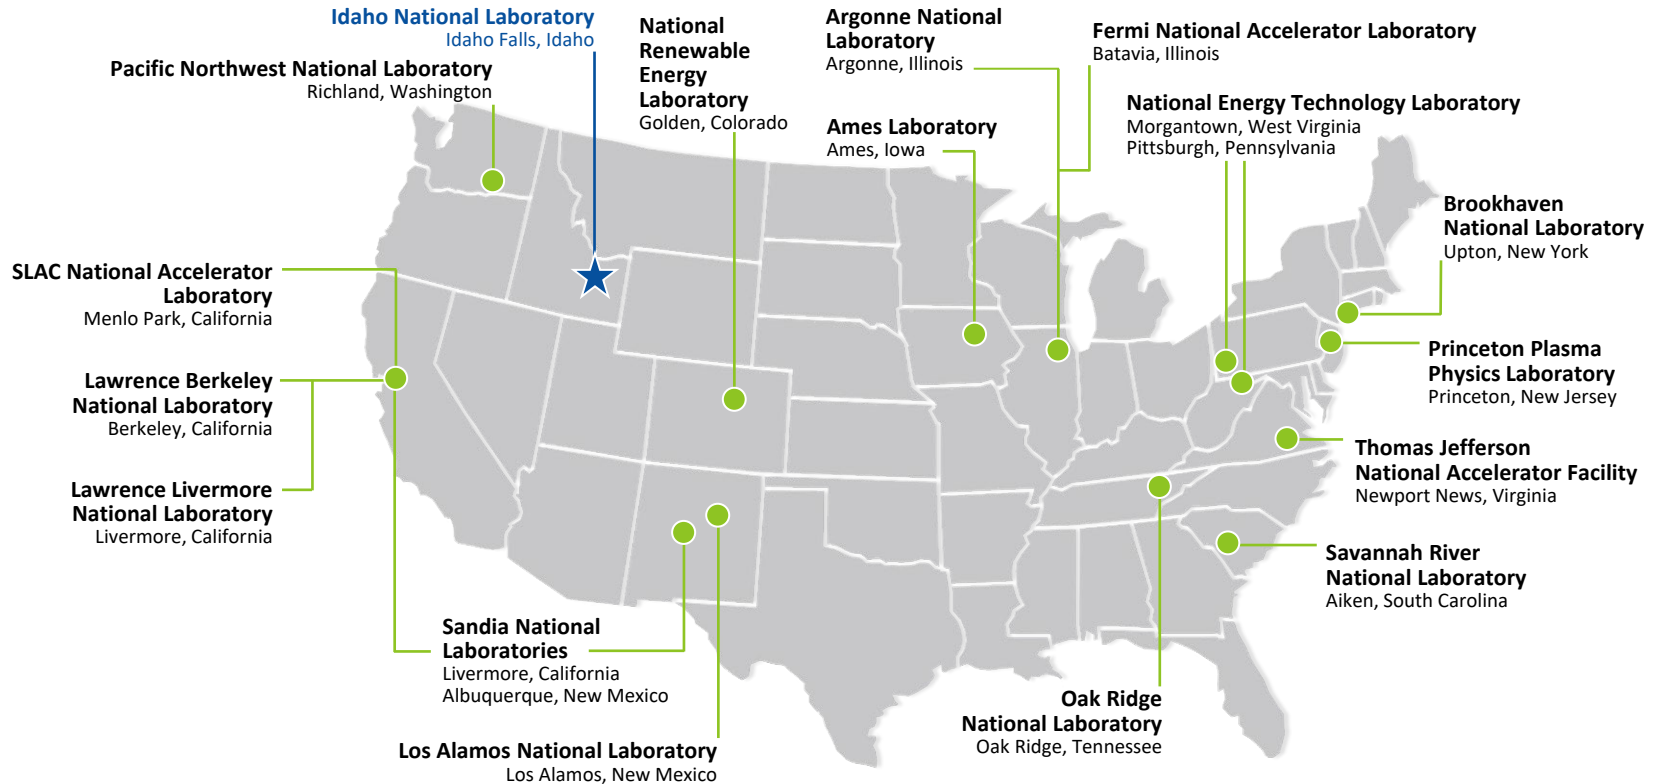 Idaho National Laboratory
Idaho Falls, Idaho
Pacific Northwest National Laboratory
Richland, Washington
National
Renewable
Energy
Laboratory
Golden, Colorado
Argonne National
Laboratory
Argonne, Illinois
Fermi National Accelerator Laboratory
Batavia, Illinois
Ames Laboratory
Ames, Iowa
National Energy Technology Laboratory
Morgantown, West Virginia
Pittsburgh, Pennsylvania
Brookhaven
National Laboratory
Upton, New York
SLAC National Accelerator
Laboratory
Menlo Park, California
Lawrence Berkeley
National Laboratory
Berkeley, California
Princeton Plasma
Physics Laboratory
Princeton, New Jersey
Thomas Jefferson
National Accelerator Facility
Newport News, Virginia
Lawrence Livermore
National Laboratory
Livermore, California
Savannah River
National Laboratory
Aiken, South Carolina
Sandia National
Laboratories
Livermore, California
Albuquerque, New Mexico
Oak Ridge
National Laboratory
Oak Ridge, Tennessee
Los Alamos National Laboratory
Los Alamos, New Mexico